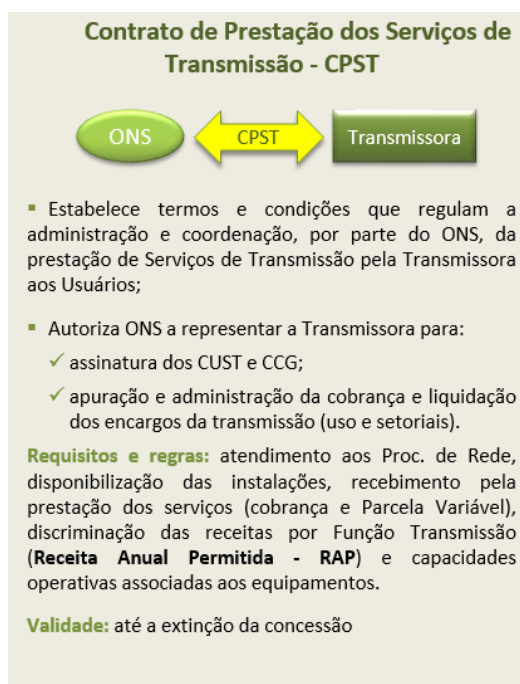 Contrato de Prestação dos Serviços de
Transmissão - CPST
ONS
CPST
Transmissora
▪ Estabelece termos e condições que regulam a
administração e coordenação, por parte do ONS, da
prestação de Serviços de Transmissão pela Transmissora
aos Usuários;
▪ Autoriza ONS a representar a Transmissora para:
✓ assinatura dos CUST e CCG;
✓ apuração e administração da cobrança e liquidação
dos encargos da transmissão (uso e setoriais).
Requisitos e regras: atendimento aos Proc. de Rede,
disponibilização das instalações, recebimento pela
prestação dos serviços (cobrança e Parcela Variável),
discriminação das receitas por Função Transmissão
(Receita Anual Permitida - RAP) e capacidades
operativas associadas aos equipamentos.
Validade: até a extinção da concessão